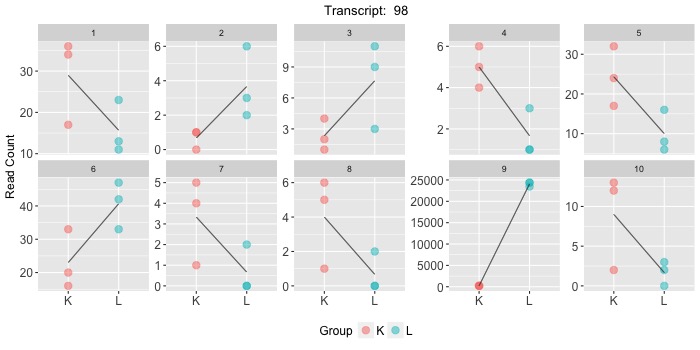 Transcript: 98
1 2 3 4 5
30 20 10
6 4 2 0
9 6 3
6 4 2
30 20 10
Read Count
6 7 8 9 10
40 30 20
5 4 3 2 1 0
6 4 2 0
25000 20000 15000 10000 5000 0
10 5 0
K L K L K L K L K L
Group K L